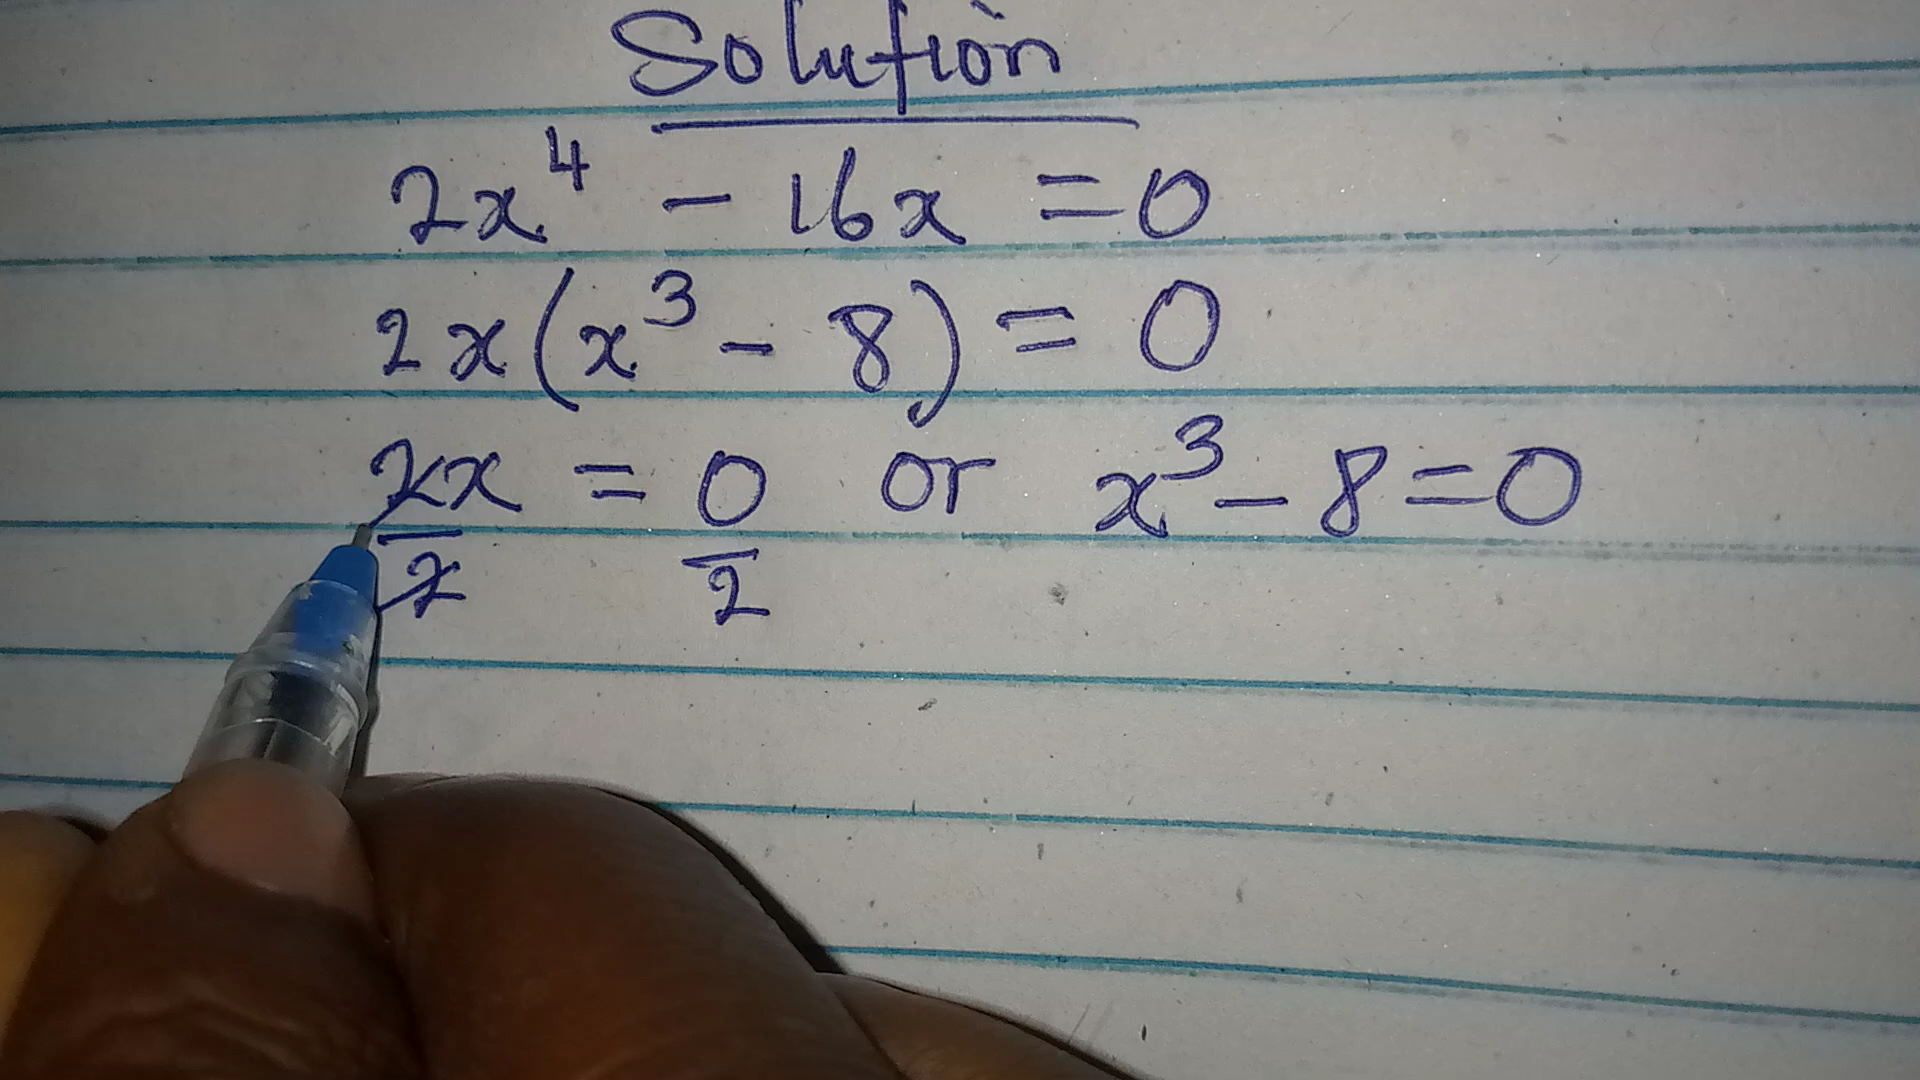 Solution
2x⁴ - 16x = 0
2x(x³ - 8) = 0
2x = 0 or x³ - 8 = 0
2 2